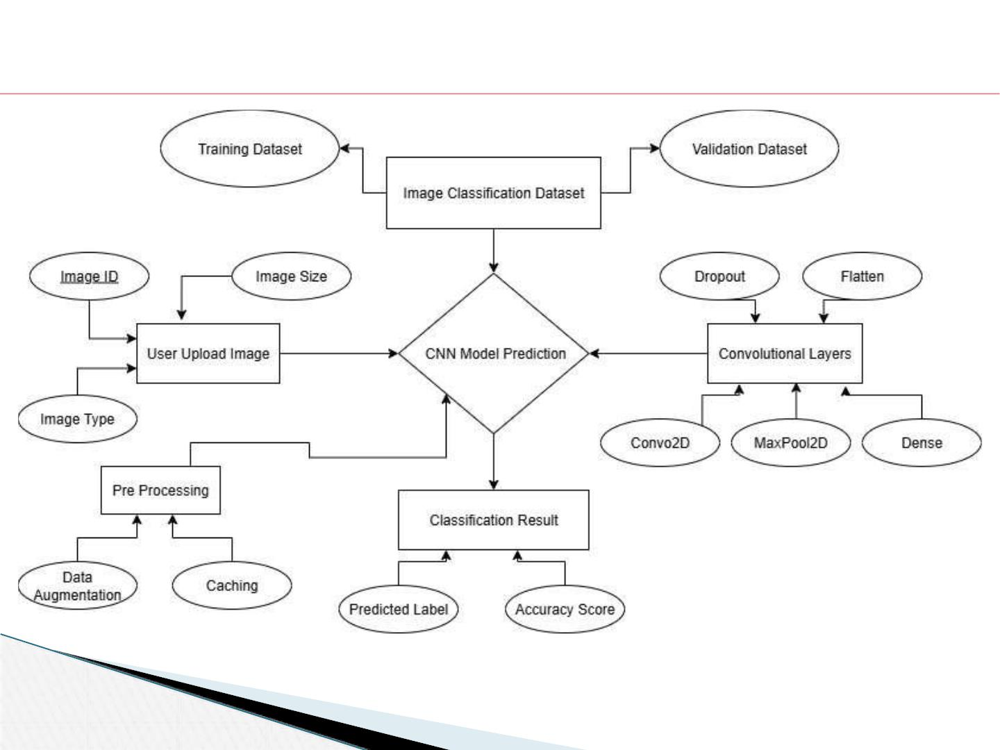 Training Dataset
Validation Dataset
Image Classification Dataset
Image ID
Image Size
Dropout
Flatten
User Upload Image
CNN Model Prediction
Convolutional Layers
Image Type
Convo2D
MaxPool2D
Dense
Pre Processing
Classification Result
Data
Augmentation
Caching
Predicted Label
Accuracy Score